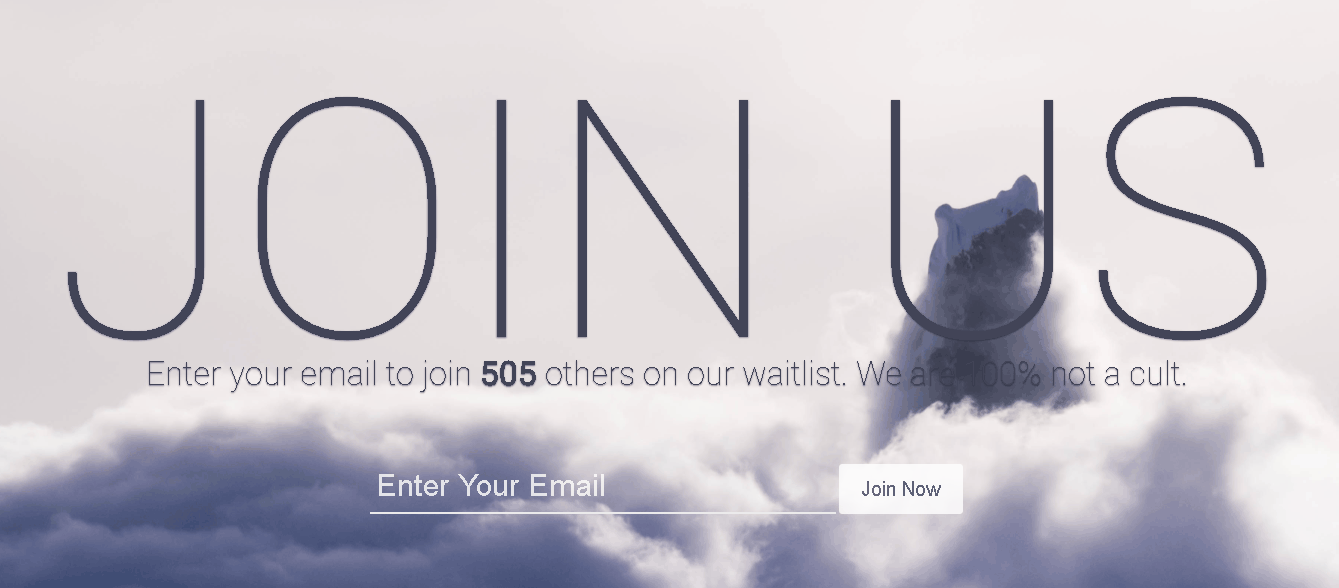 JOIN US
Enter your email to join 505 others on our waitlist. We are 100% not a cult.
Enter Your Email
Join Now